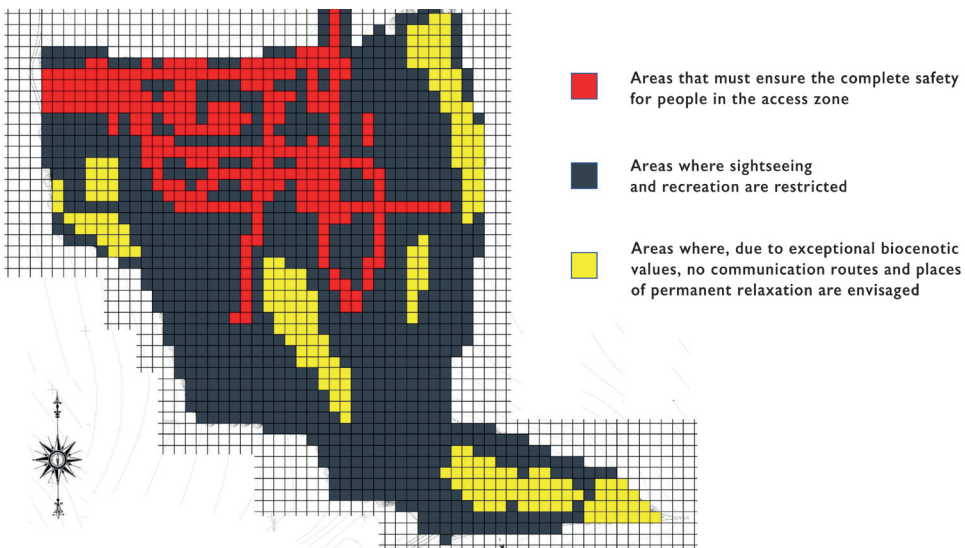 Areas that must ensure the complete safety
for people in the access zone
Areas where sightseeing
and recreation are restricted
Areas where, due to exceptional biocenotic
values, no communication routes and places
of permanent relaxation are envisaged